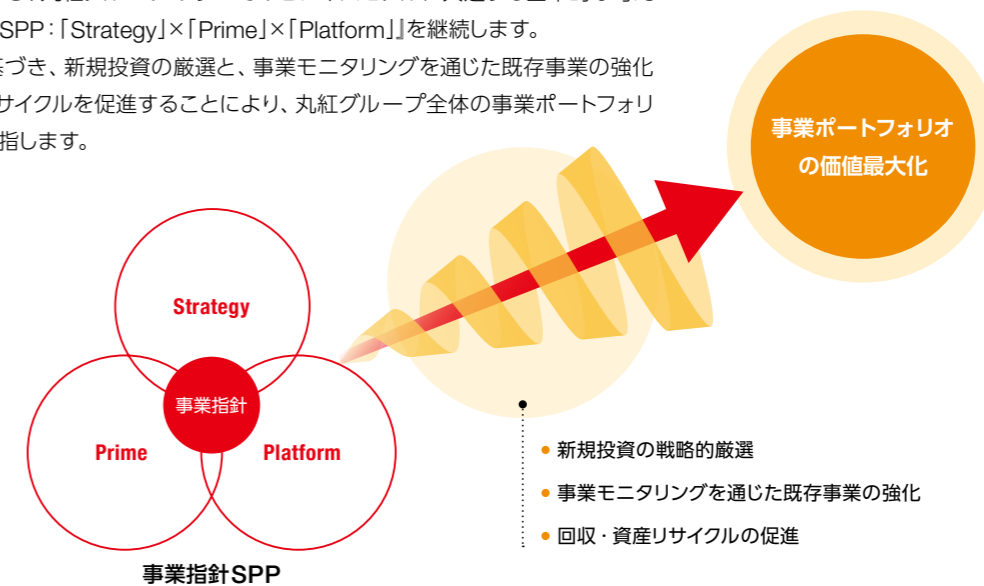 SPP:「Strategy」×「Prime」×「Platform」』を継続します。
基づき、新規投資の厳選と、事業モニタリングを通じた既存事業の強化
サイクルを促進することにより、丸紅グループ全体の事業ポートフォリ
指します。
事業ポートフォリオ
の価値最大化
Strategy
事業指針
Prime
Platform
● 新規投資の戦略的厳選
● 事業モニタリングを通じた既存事業の強化
● 回収・資産リサイクルの促進
事業指針SPP